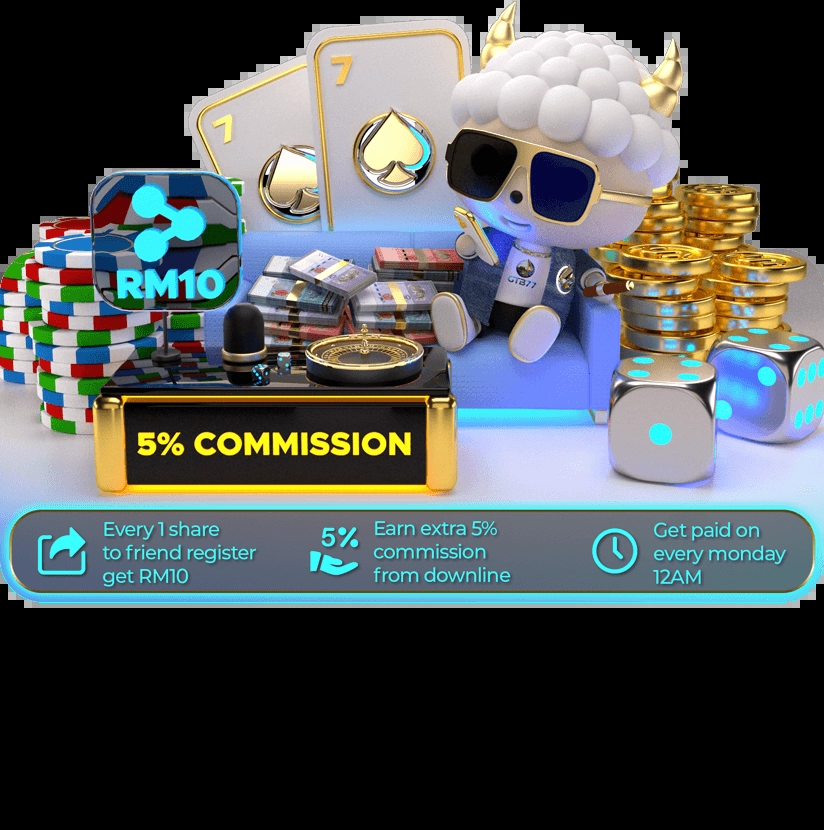 7
7
RM10
GTB77
5% COMMISSION
Every 1 share
to friend register
get RM10
5%
Earn extra 5%
commission
from downline
Get paid on
every monday
12AM